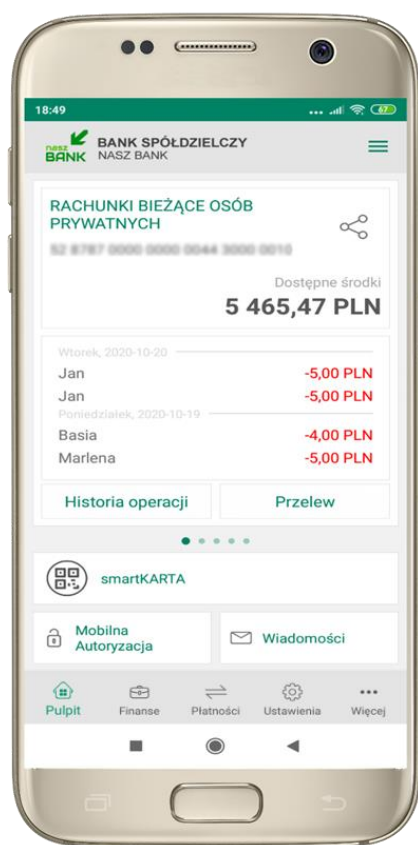 18:49
67
nasz BANK
BANK SPÓŁDZIELCZY
NASZ BANK
RACHUNKI BIEŻĄCE OSÓB
PRYWATNYCH
Dostępne środki
5 465,47 PLN
Wtorek, 2020-10-20
Jan -5,00 PLN
Jan -5,00 PLN
Poniedziałek, 2020-10-19
Basia -4,00 PLN
Marlena -5,00 PLN
Historia operacji Przelew
smartKARTA
Mobilna
Autoryzacja
Wiadomości
Pulpit Finanse Płatności Ustawienia Więcej